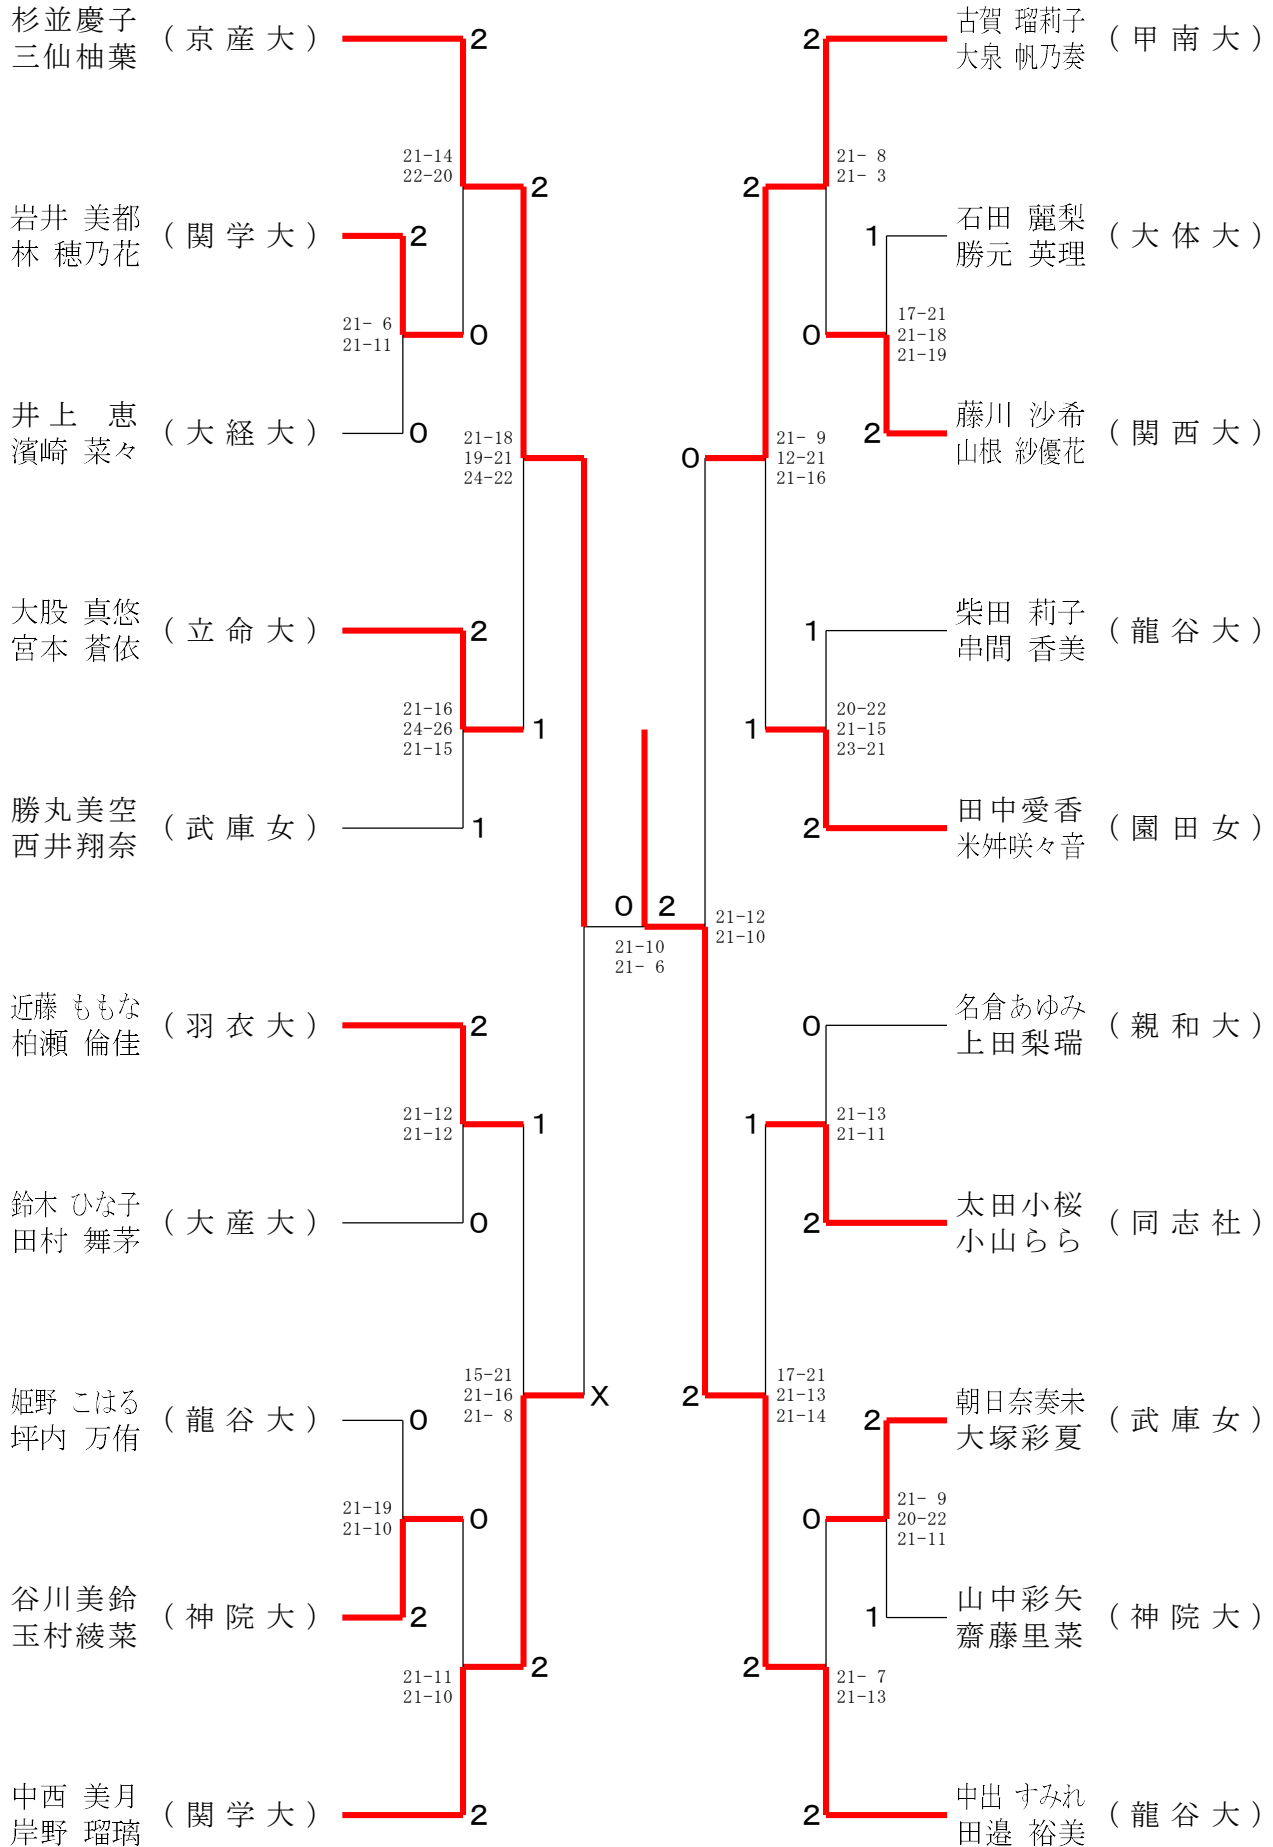 杉並慶子
三仙柚葉
(京産大)
2
21-14
22-20
2
岩井 美都
林 穂乃花
(関学大)
2
21- 6
21-11
0
井上 恵
濱崎 菜々
(大経大)
0
21-18
19-21
24-22
大股 真悠
宮本 蒼依
(立命大)
2
21-16
24-26
21-15
1
勝丸美空
西井翔奈
(武庫女)
1
近藤 ももな
柏瀬 倫佳
(羽衣大)
2
21-12
21-12
1
鈴木 ひな子
田村 舞茅
(大産大)
0
15-21
21-16
21- 8
X
姫野 こはる
坪内 万侑
(龍谷大)
0
21-19
21-10
0
谷川美鈴
玉村綾菜
(神院大)
2
21-11
21-10
2
中西 美月
岸野 瑠璃
(関学大)
2
0 2
21-10
21- 6
古賀 瑠莉子
大泉 帆乃奏
(甲南大)
2
21- 8
21- 3
2
石田 麗梨
勝元 英理
(大体大)
1
17-21
21-18
21-19
0
藤川 沙希
山根 紗優花
(関西大)
2
21- 9
12-21
21-16
0
柴田 莉子
串間 香美
(龍谷大)
1
20-22
21-15
23-21
1
田中愛香
米舛咲々音
(園田女)
2
21-12
21-10
名倉あゆみ
上田梨瑞
(親和大)
0
21-13
21-11
1
太田小桜
小山らら
(同志社)
2
17-21
21-13
21-14
2
朝日奈奏未
大塚彩夏
(武庫女)
2
21- 9
20-22
21-11
0
山中彩矢
齋藤里菜
(神院大)
1
21- 7
21-13
2
中出 すみれ
田邉 裕美
(龍谷大)
2